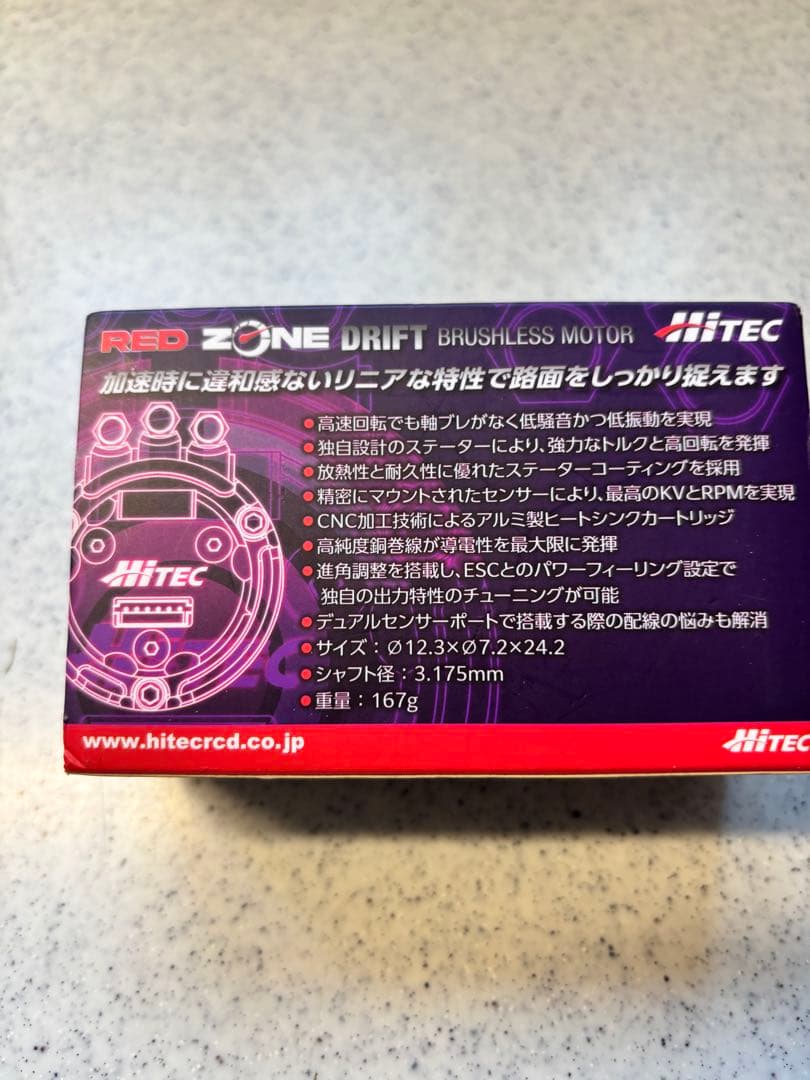 RED ZONE DRIFT BRUSHLESS MOTOR HiTEC
加速時に違和感ないリニアな特性で路面をしっかり捉えます
●高速回転でも軸ブレがなく低騒音かつ低振動を実現
●独自設計のステーターにより、強力なトルクと高回転を発揮
●放熱性と耐久性に優れたステーターコーティングを採用
●精密にマウントされたセンサーにより、最高のKVとRPMを実現
●CNC加工技術によるアルミ製ヒートシンクカートリッジ
●高純度銅巻線が導電性を最大限に発揮
●進角調整を搭載し、ESCとのパワーフィーリング設定で
独自の出力特性のチューニングが可能
●デュアルセンサーポートで搭載する際の配線の悩みも解消
●サイズ：∅12.3×∅7.2×24.2
●シャフト径：3.175mm
●重量：167g
HiTEC
www.hitecrcd.co.jp
HiTEC